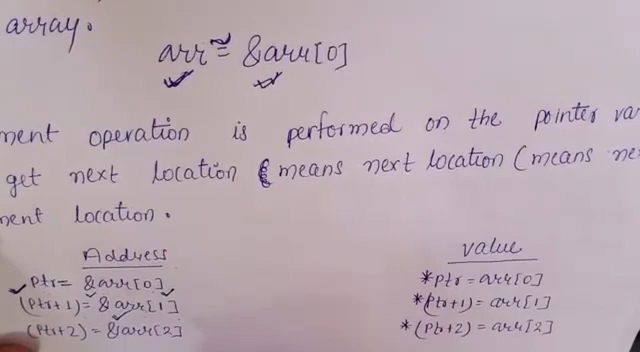 array.
arr ≅ &arr[0]
ment operation is performed on the pointer va
get next location means next location (means ne
ment location.
Address
ptr = &arr[0]
(ptr+1) = &arr[1]
(ptr+2) = &arr[2]
value
*ptr = arr[0]
*(ptr+1) = arr[1]
*(ptr+2) = arr[2]